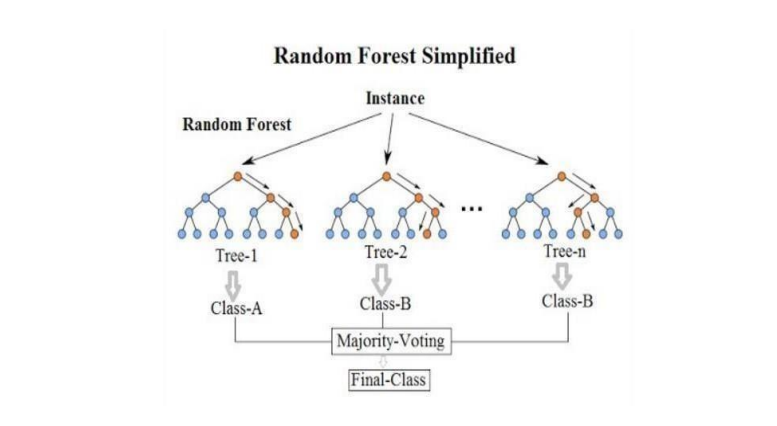 Random Forest Simplified
Instance
Random Forest
...
Tree-1 Tree-2 Tree-n
Class-A Class-B Class-B
Majority-Voting
Final-Class